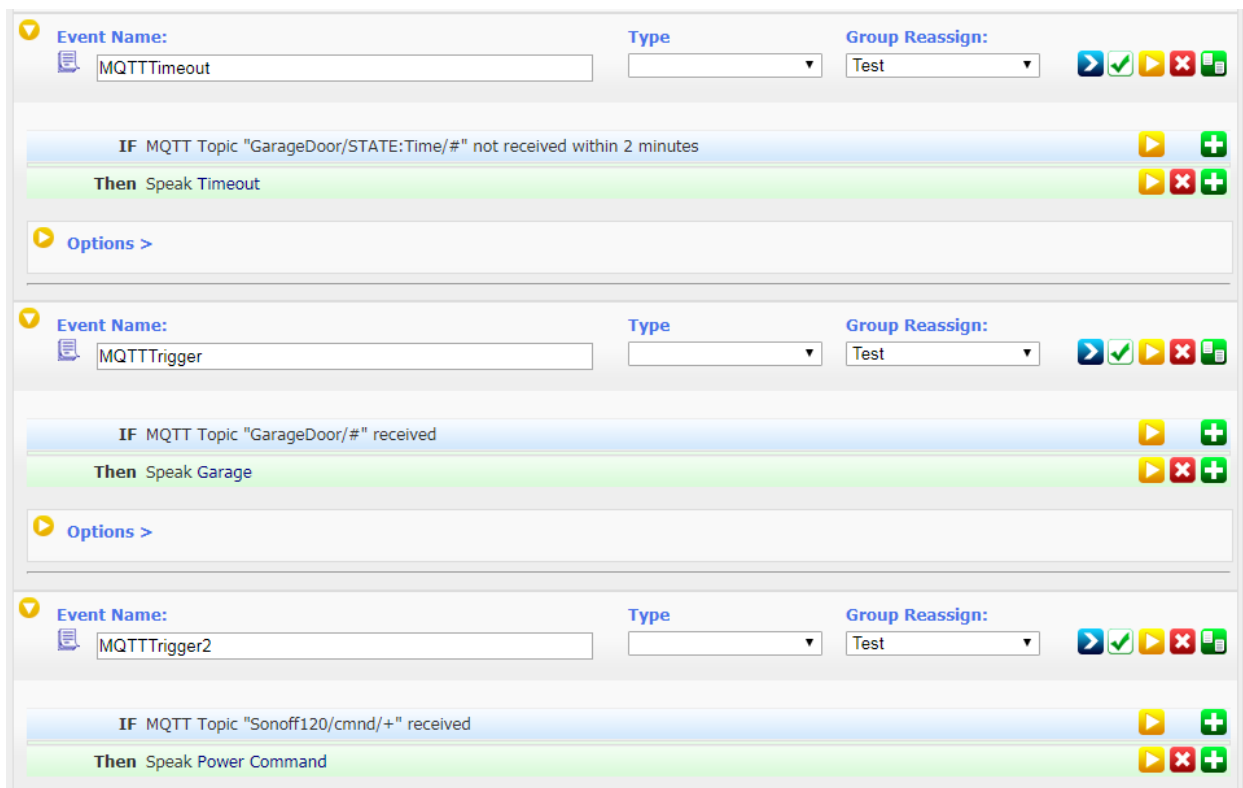 Event Name: Type Group Reassign:
MQTTTimeout Test
IF MQTT Topic "GarageDoor/STATE:Time/#" not received within 2 minutes
Then Speak Timeout
Options >
Event Name: Type Group Reassign:
MQTTTrigger Test
IF MQTT Topic "GarageDoor/#" received
Then Speak Garage
Options >
Event Name: Type Group Reassign:
MQTTTrigger2 Test
IF MQTT Topic "Sonoff120/cmnd/+" received
Then Speak Power Command